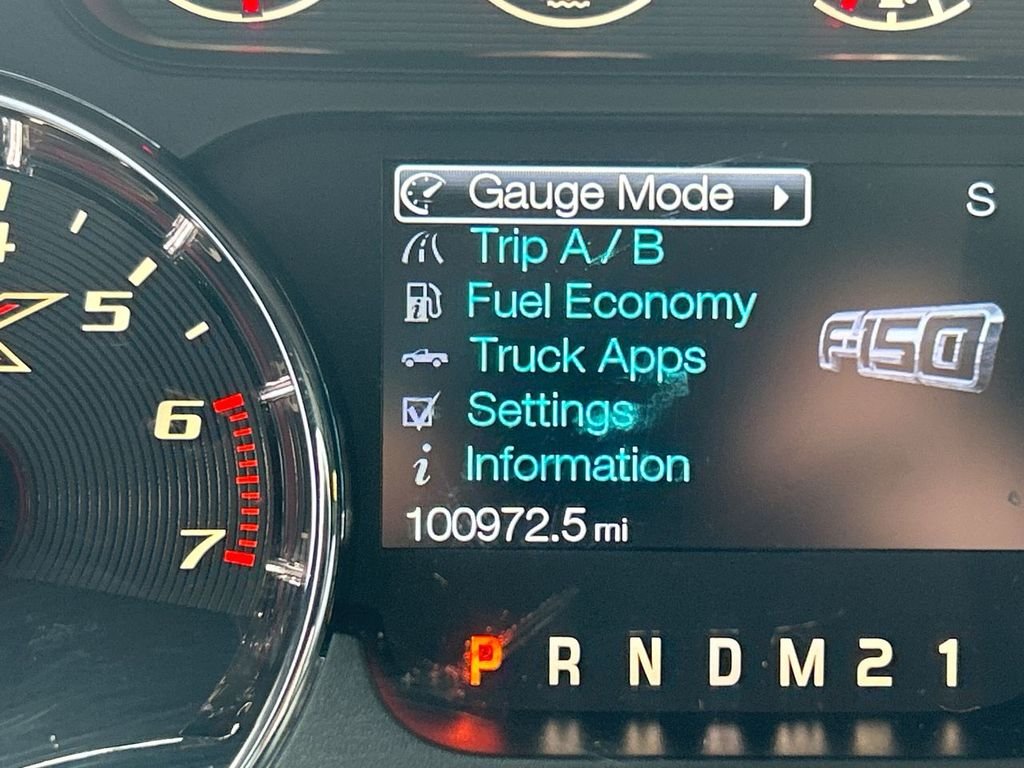 Gauge Mode
S
Trip A / B
Fuel Economy
F-150
Truck Apps
Settings
i Information
100972.5 mi
5
6
7
P R N D M 2 1